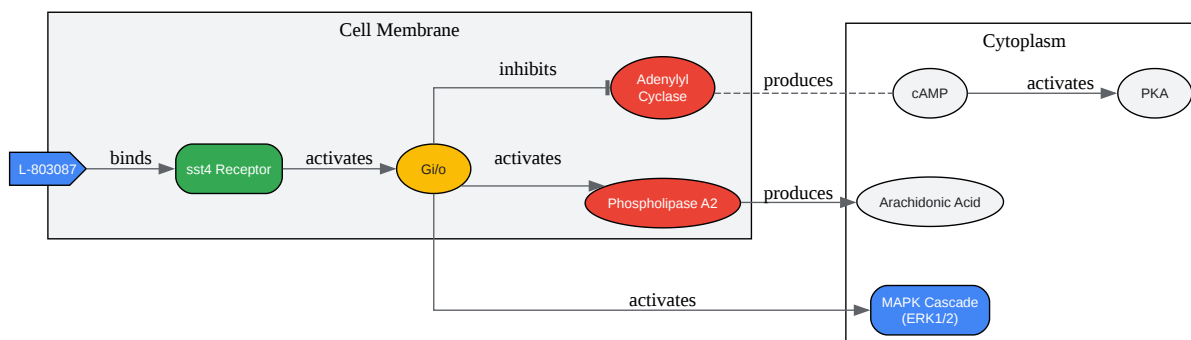 Cell Membrane
Cytoplasm
inhibits
Adenylyl
Cyclase
produces
cAMP
activates
PKA
L-803087
binds
sst4 Receptor
activates
Gi/o
activates
Phospholipase A2
produces
Arachidonic Acid
activates
MAPK Cascade
(ERK1/2)